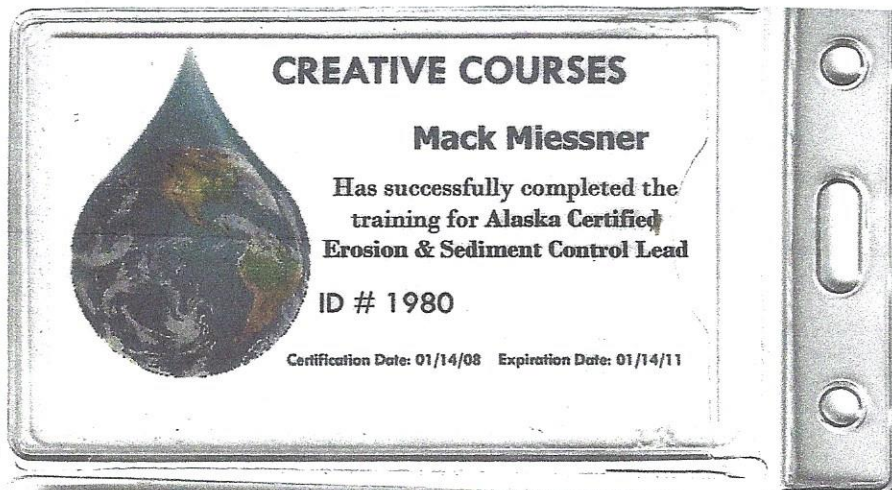 CREATIVE COURSES
Mack Miessner
Has successfully completed the
training for Alaska Certified
Erosion & Sediment Control Lead
ID # 1980
Certification Date: 01/14/08 Expiration Date: 01/14/11